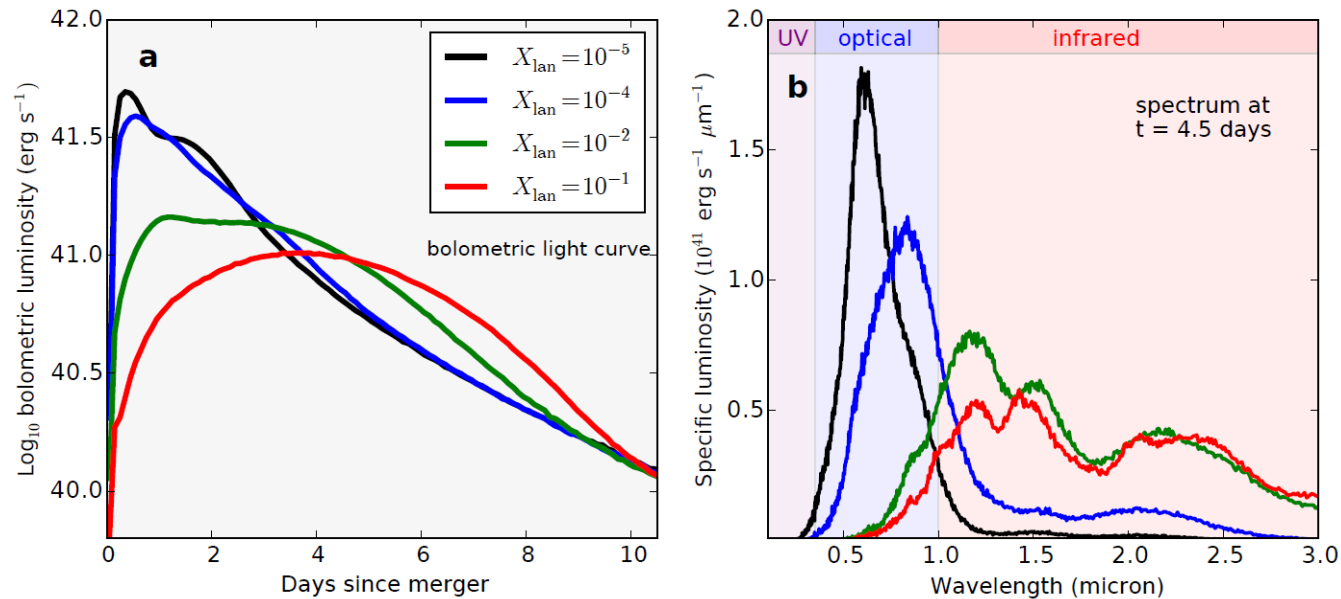 a
X_lan = 10^-5
X_lan = 10^-4
X_lan = 10^-2
X_lan = 10^-1
bolometric light curve
Log₁₀ bolometric luminosity (erg s⁻¹)
42.0
41.5
41.0
40.5
40.0
0
2
4
6
8
10
Days since merger
UV
optical
infrared
b
spectrum at
t = 4.5 days
Specific luminosity (10⁴¹ erg s⁻¹ μm⁻¹)
2.0
1.5
1.0
0.5
0.5
1.0
1.5
2.0
2.5
3.0
Wavelength (micron)